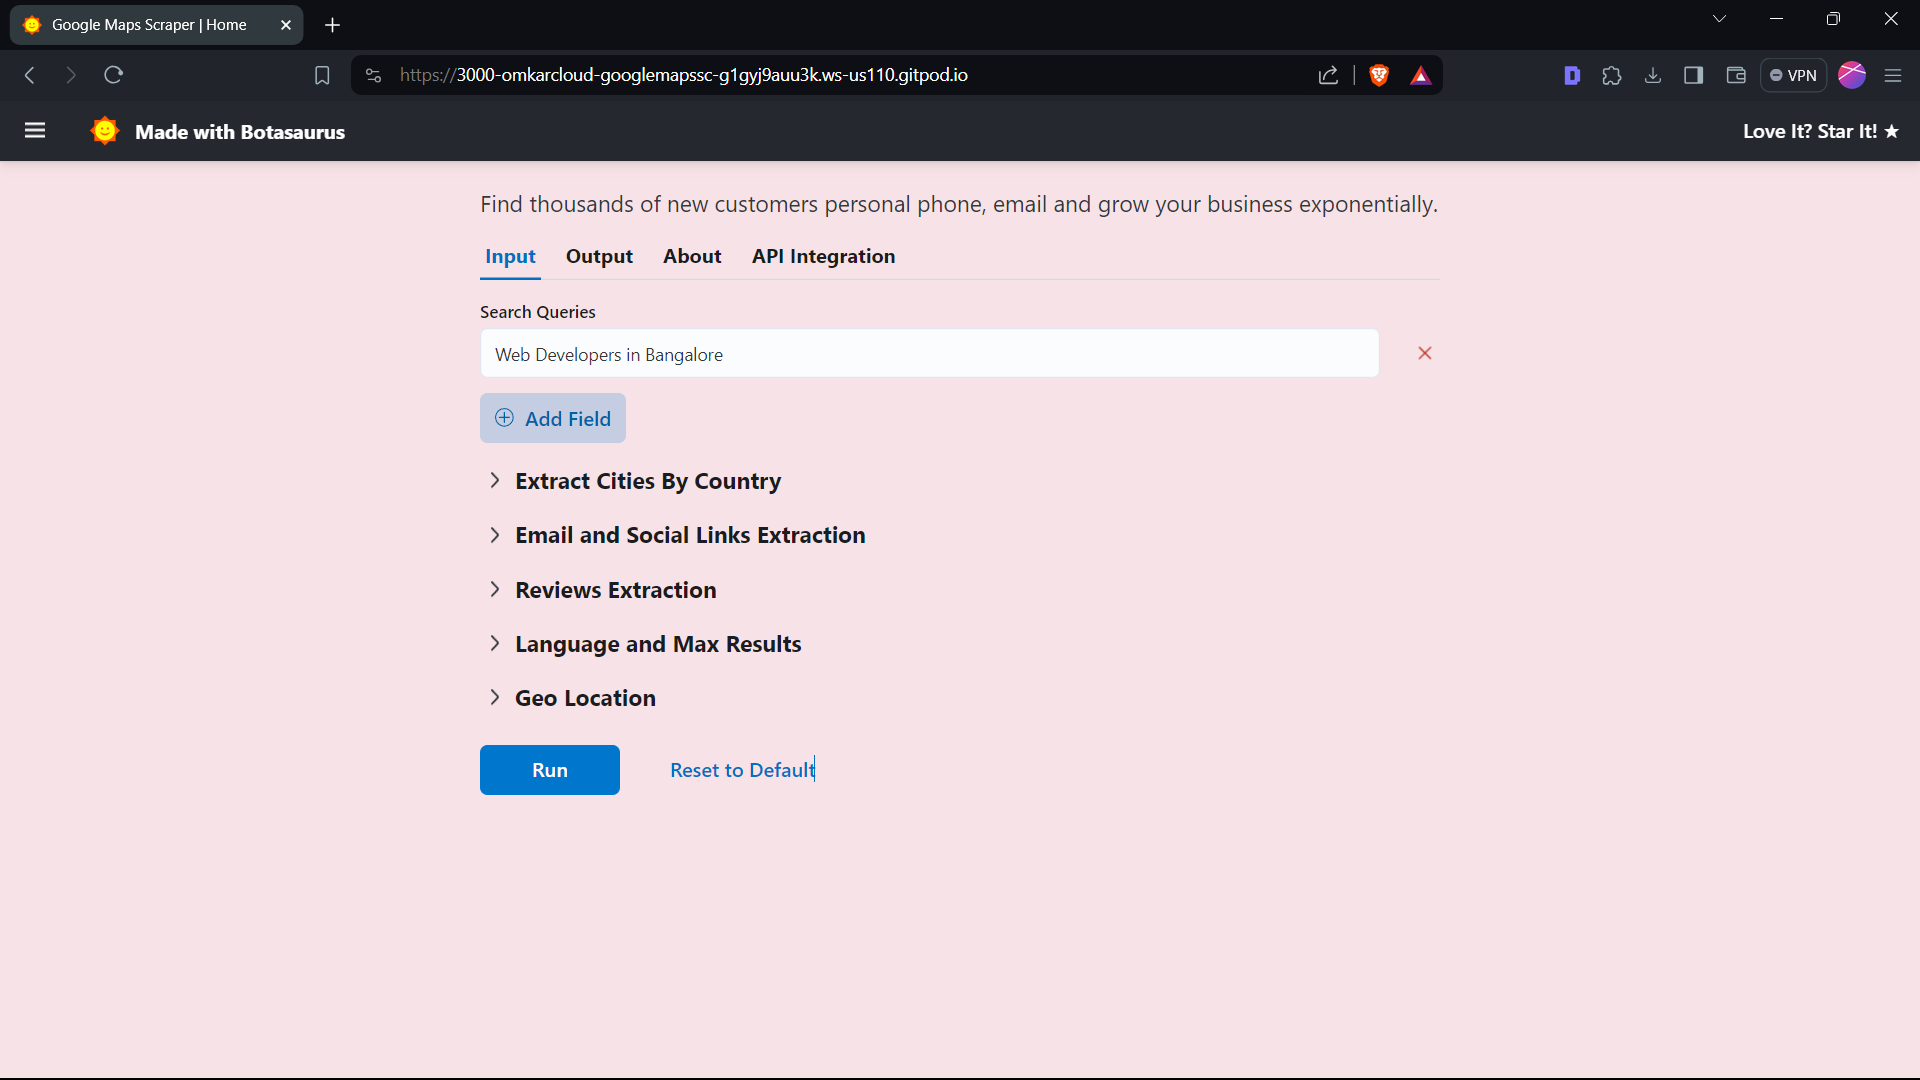 Google Maps Scraper | Home
https://3000-omkarcloud-googlemapssc-g1gyj9auu3k.ws-us110.gitpod.io
D
VPN
Made with Botasaurus
Love It? Star It! ★
Find thousands of new customers personal phone, email and grow your business exponentially.
Input Output About API Integration
Search Queries
Web Developers in Bangalore
Add Field
Extract Cities By Country
Email and Social Links Extraction
Reviews Extraction
Language and Max Results
Geo Location
Run Reset to Default